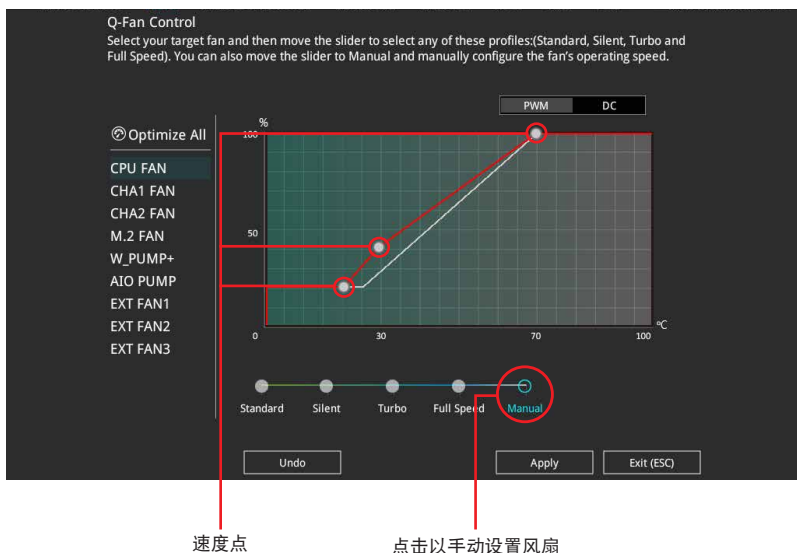 Q-Fan Control
Select your target fan and then move the slider to select any of these profiles:(Standard, Silent, Turbo and
Full Speed). You can also move the slider to Manual and manually configure the fan's operating speed.
PWM DC
Optimize All
CPU FAN
CHA1 FAN
CHA2 FAN
M.2 FAN
W_PUMP+
AIO PUMP
EXT FAN1
EXT FAN2
EXT FAN3
%
100
50
0 30 70 100 °C
Standard Silent Turbo Full Speed Manual
Undo Apply Exit (ESC)
速度点 点击以手动设置风扇